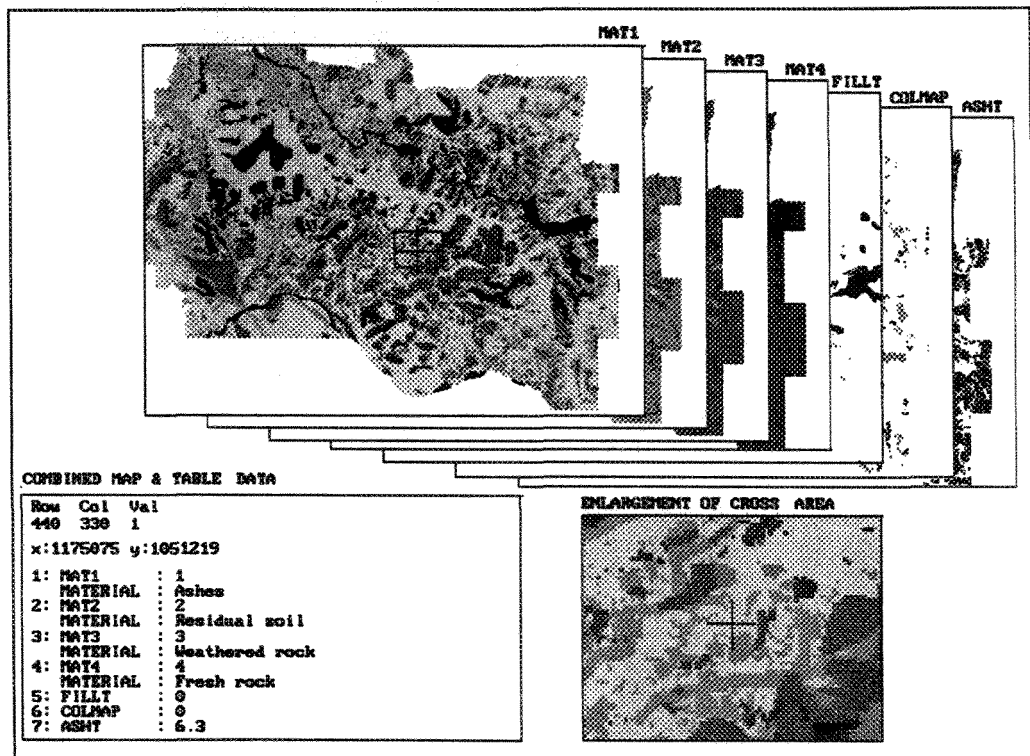 MAT1
MAT2
MAT3
MAT4
FILLT
COLMAP
ASHT
COMBINED MAP & TABLE DATA
Row Col Val
440 330 1
x:1175075 y:1051219
1: MAT1 : 1
MATERIAL : Ashes
2: MAT2 : 2
MATERIAL : Residual soil
3: MAT3 : 3
MATERIAL : Weathered rock
4: MAT4 : 4
MATERIAL : Fresh rock
5: FILLT : 0
6: COLMAP : 0
7: ASHT : 6.3
ENLARGEMENT OF CROSS AREA